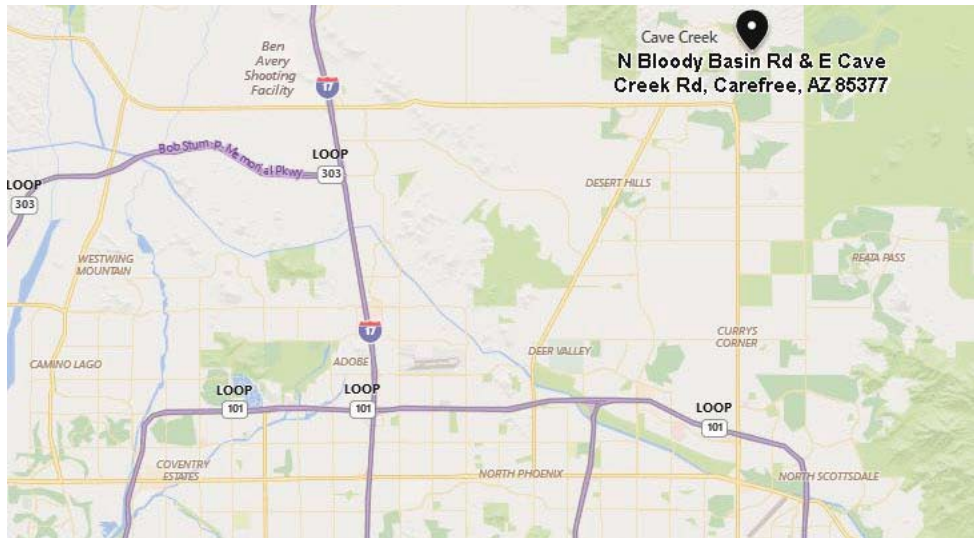 Ben
Avery
Shooting
Facility
Cave Creek
N Bloody Basin Rd & E Cave
Creek Rd, Carefree, AZ 85377
17
Bob Stump Memorial Pkwy
LOOP
303
LOOP
303
DESERT HILLS
WESTWING
MOUNTAIN
REATA PASS
17
CURRYS
CORNER
CAMINO LAGO
ADOBE
DEER VALLEY
LOOP
101
LOOP
101
LOOP
101
COVENTRY
ESTATES
NORTH PHOENIX
NORTH SCOTTSDALE